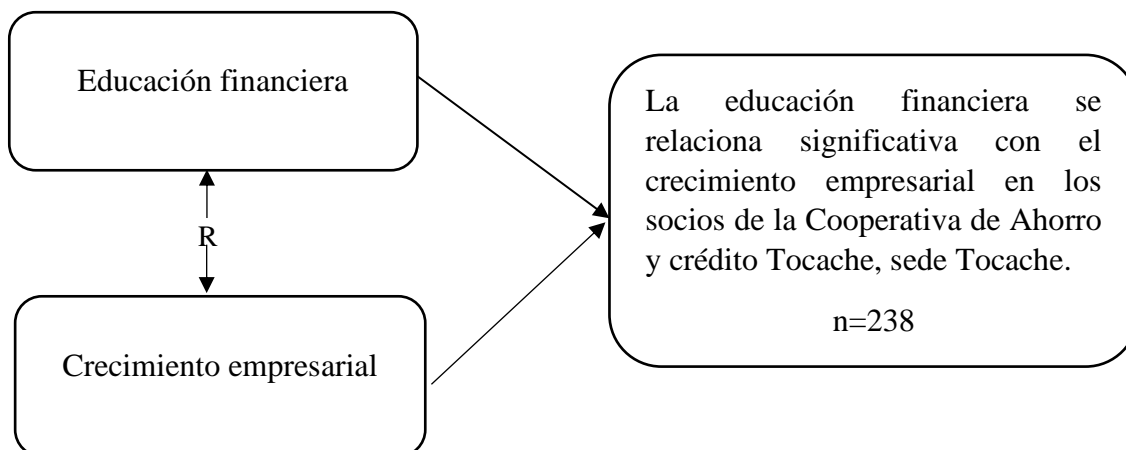 Educación financiera
La educación financiera se
relaciona significativa con el
crecimiento empresarial en los
socios de la Cooperativa de Ahorro
y crédito Tocache, sede Tocache.
n=238
R
Crecimiento empresarial